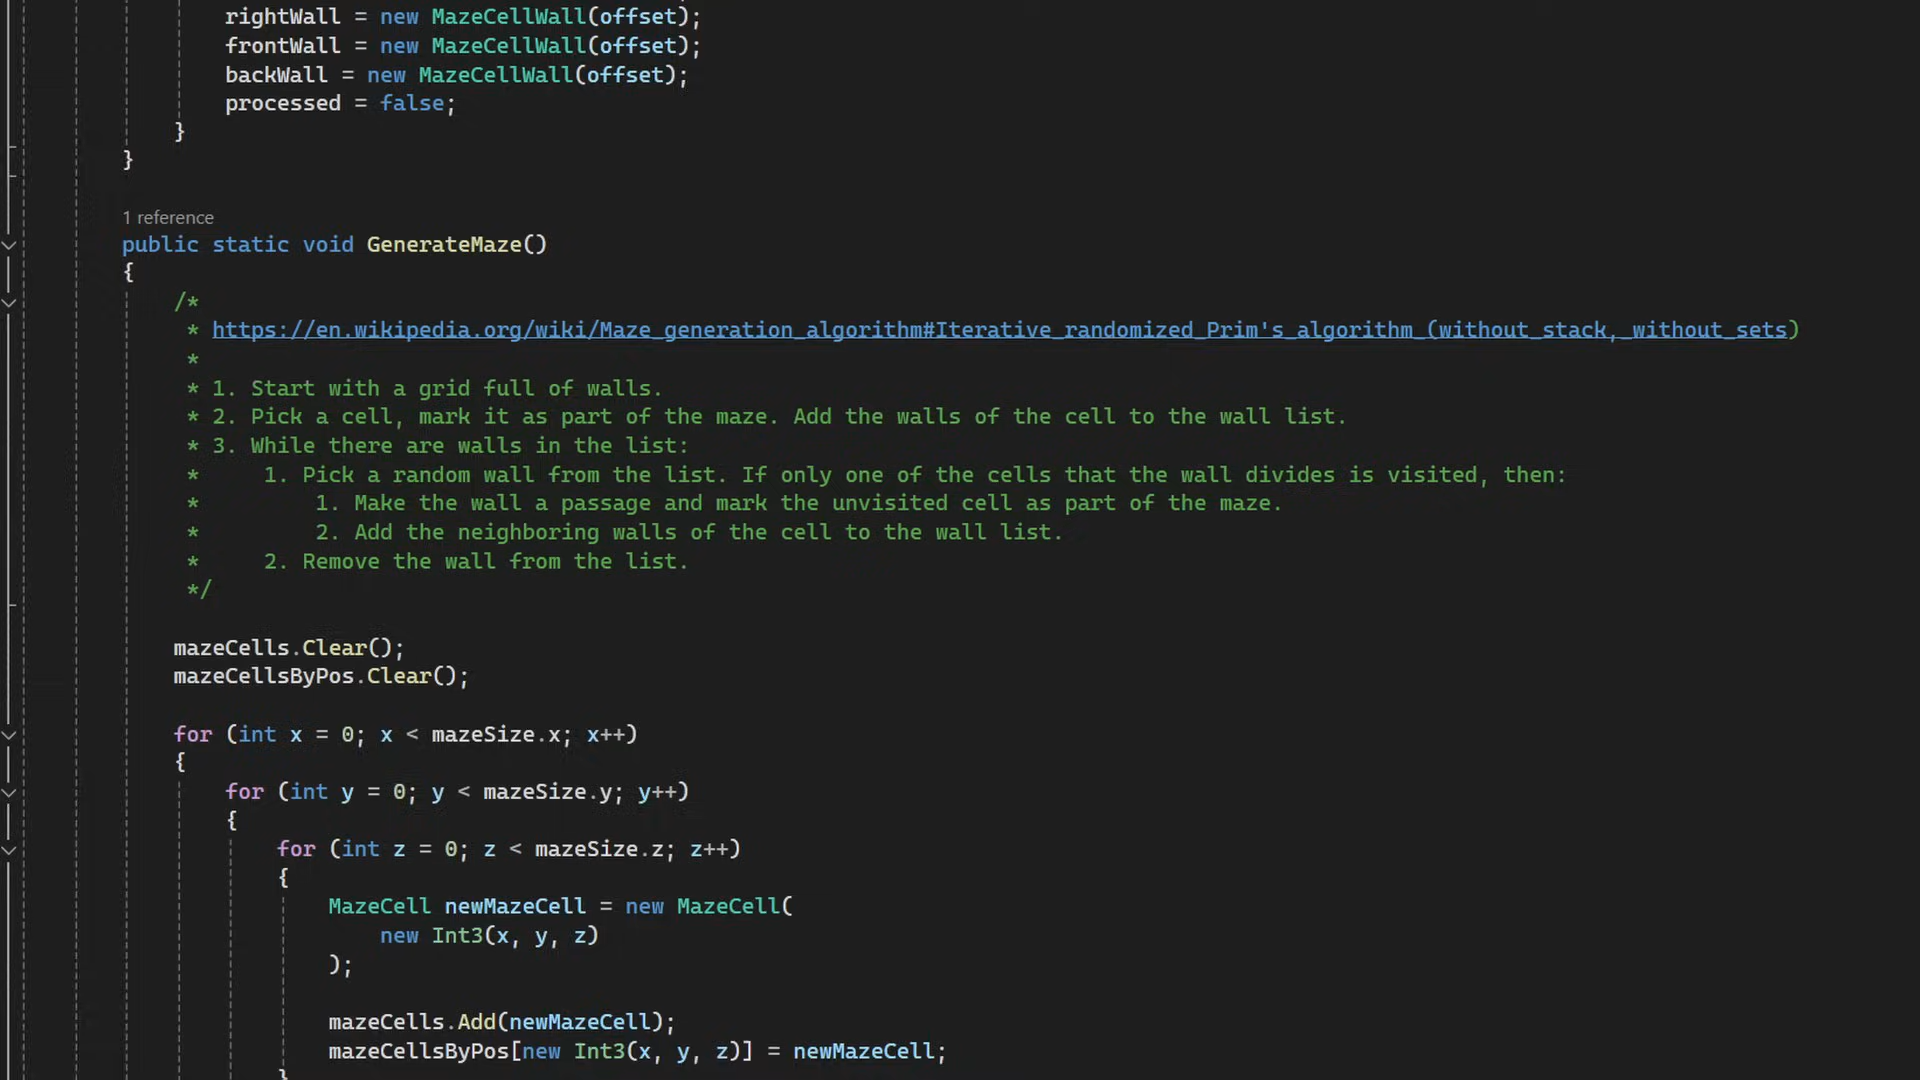 rightWall = new MazeCellWall(offset);
frontWall = new MazeCellWall(offset);
backWall = new MazeCellWall(offset);
processed = false;
}
}
1 reference
public static void GenerateMaze()
{
/*
* https://en.wikipedia.org/wiki/Maze_generation_algorithm#Iterative_randomized_Prim's_algorithm_(without_stack,_without_sets)
*
* 1. Start with a grid full of walls.
* 2. Pick a cell, mark it as part of the maze. Add the walls of the cell to the wall list.
* 3. While there are walls in the list:
* 1. Pick a random wall from the list. If only one of the cells that the wall divides is visited, then:
* 1. Make the wall a passage and mark the unvisited cell as part of the maze.
* 2. Add the neighboring walls of the cell to the wall list.
* 2. Remove the wall from the list.
*/
mazeCells.Clear();
mazeCellsByPos.Clear();
for (int x = 0; x < mazeSize.x; x++)
{
for (int y = 0; y < mazeSize.y; y++)
{
for (int z = 0; z < mazeSize.z; z++)
{
MazeCell newMazeCell = new MazeCell(
new Int3(x, y, z)
);
mazeCells.Add(newMazeCell);
mazeCellsByPos[new Int3(x, y, z)] = newMazeCell;
}